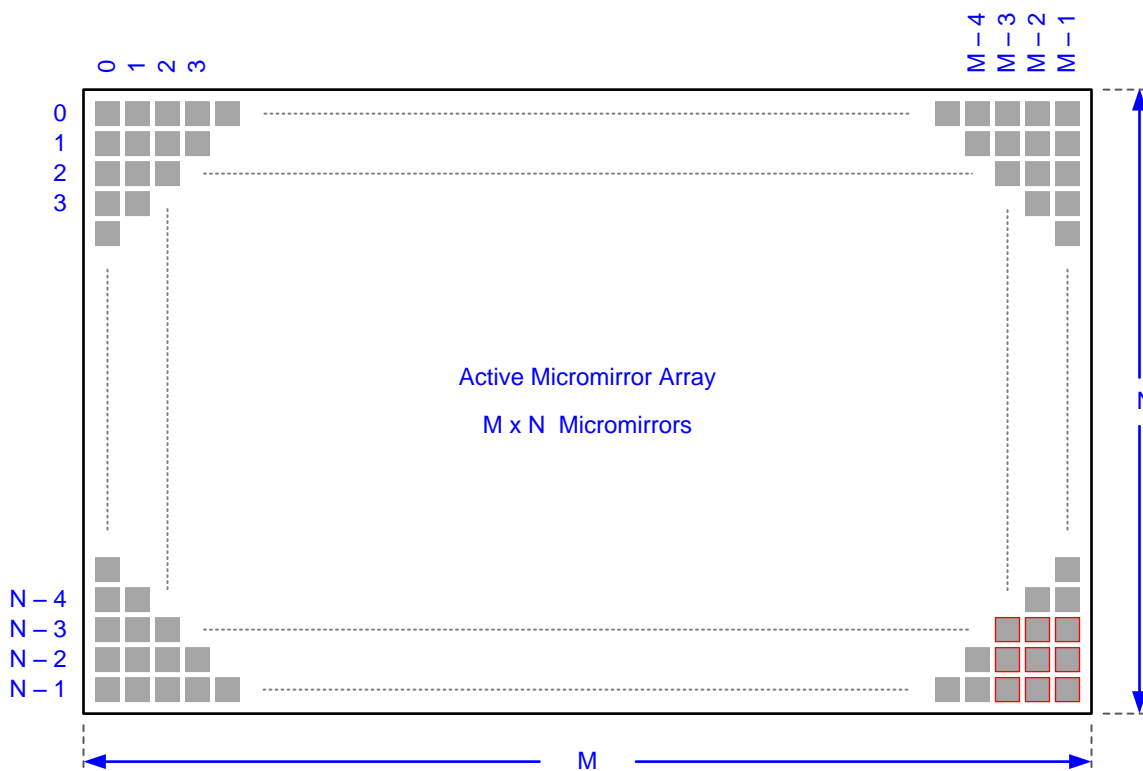 0
1
2
3
M – 4
M – 3
M – 2
M – 1
0
1
2
3
Active Micromirror Array
M x N Micromirrors
N
N – 4
N – 3
N – 2
N – 1
M